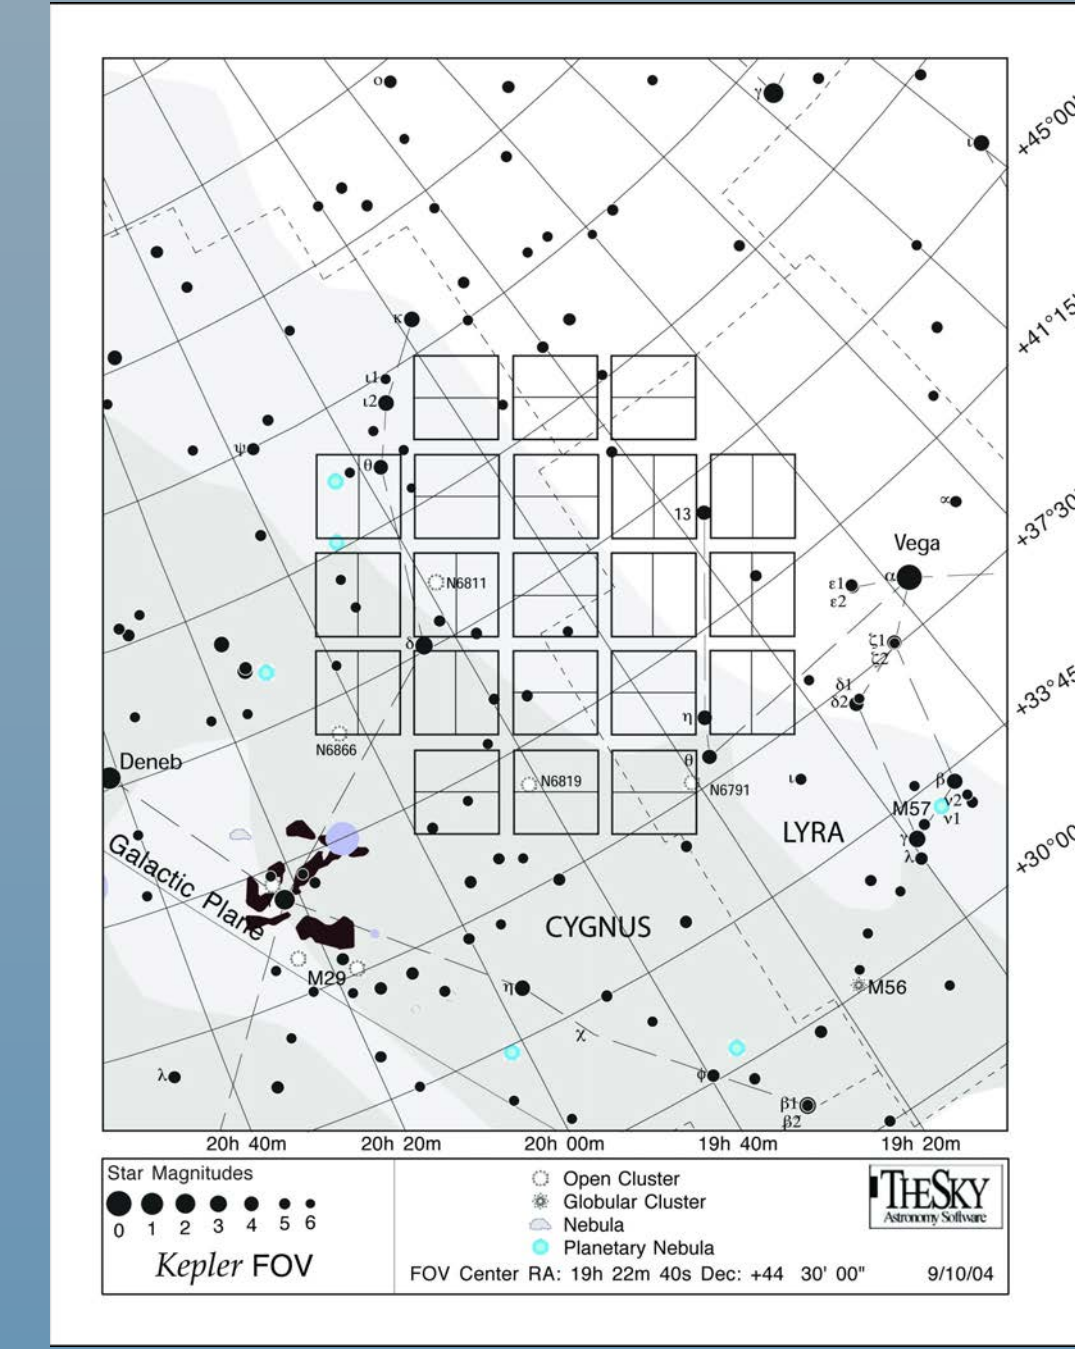 ο
γ
ι
+45°00'
κ
+41°15'
ι1
ι2
ψ
θ
13
∝
+37°30
Vega
α
ε1
ε2
N6811
δ
ζ1
ζ2
+33°45
δ1
δ2
η
N6866
Deneb
θ
N6819
N6791
ι
β
M57
ν2
ν1
LYRA
γ
λ
+30°00
Galactic Plane
CYGNUS
M29
η
M56
χ
λ
φ
β1
β2
20h 40m 20h 20m 20h 00m 19h 40m 19h 20m
Star Magnitudes
0 1 2 3 4 5 6
Kepler FOV
Open Cluster
Globular Cluster
Nebula
Planetary Nebula
FOV Center RA: 19h 22m 40s Dec: +44 30' 00" 9/10/04
THESKY
Astronomy Software